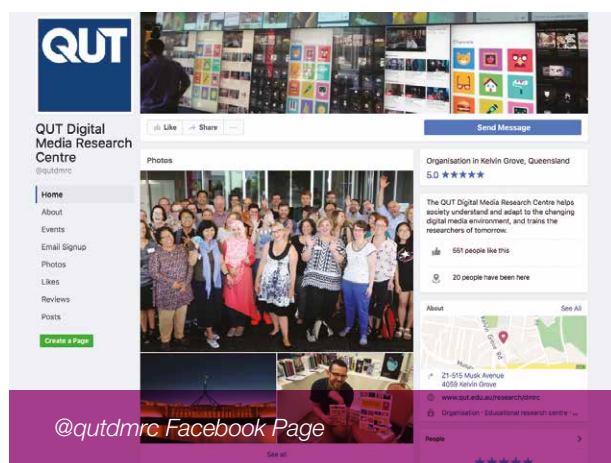 QUT
QUT Digital
Media Research
Centre
@qutdmrc
Home
About
Events
Email Signup
Photos
Likes
Reviews
Posts
Create a Page
Like
Share
Send Message
Photos
See all
Organisation in Kelvin Grove, Queensland
5.0 ★★★★★
The QUT Digital Media Research Centre helps
society understand and adapt to the changing
digital media environment, and trains the
researchers of tomorrow.
551 people like this
20 people have been here
About
See All
Kelvin Grove Rd
Z1-515 Musk Avenue
4059 Kelvin Grove
www.qut.edu.au/research/dmrc
Organisation · Educational research centre · ...
People
@qutdmrc Facebook Page